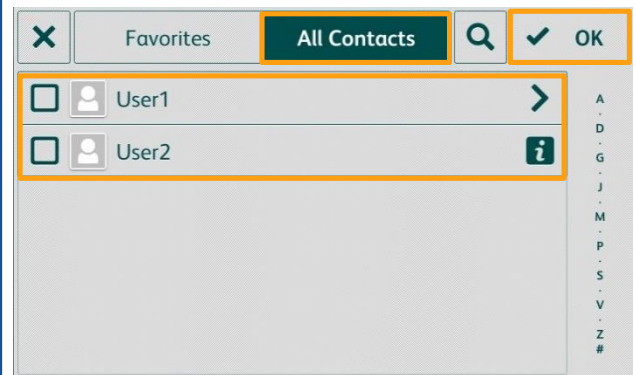 Favorites
All Contacts
OK
User1
User2
A
D
G
J
M
P
S
V
Z
#